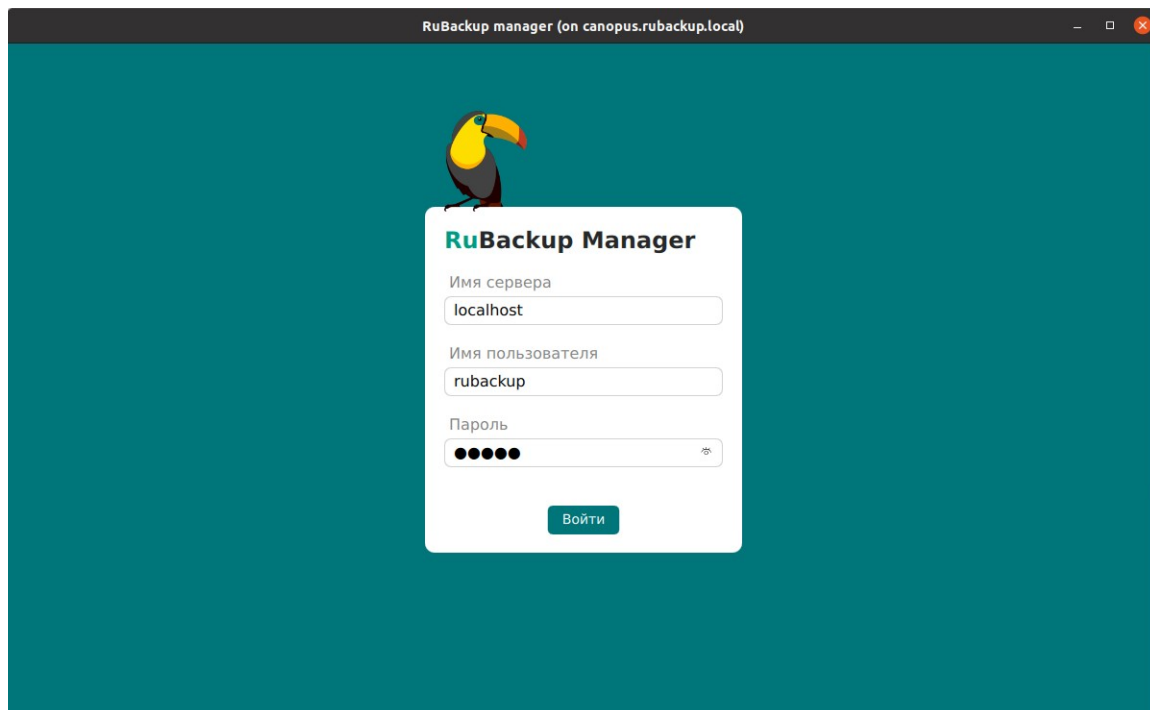 RuBackup manager (on canopus.rubackup.local)
RuBackup Manager
Имя сервера
localhost
Имя пользователя
rubackup
Пароль
●●●●●
Войти